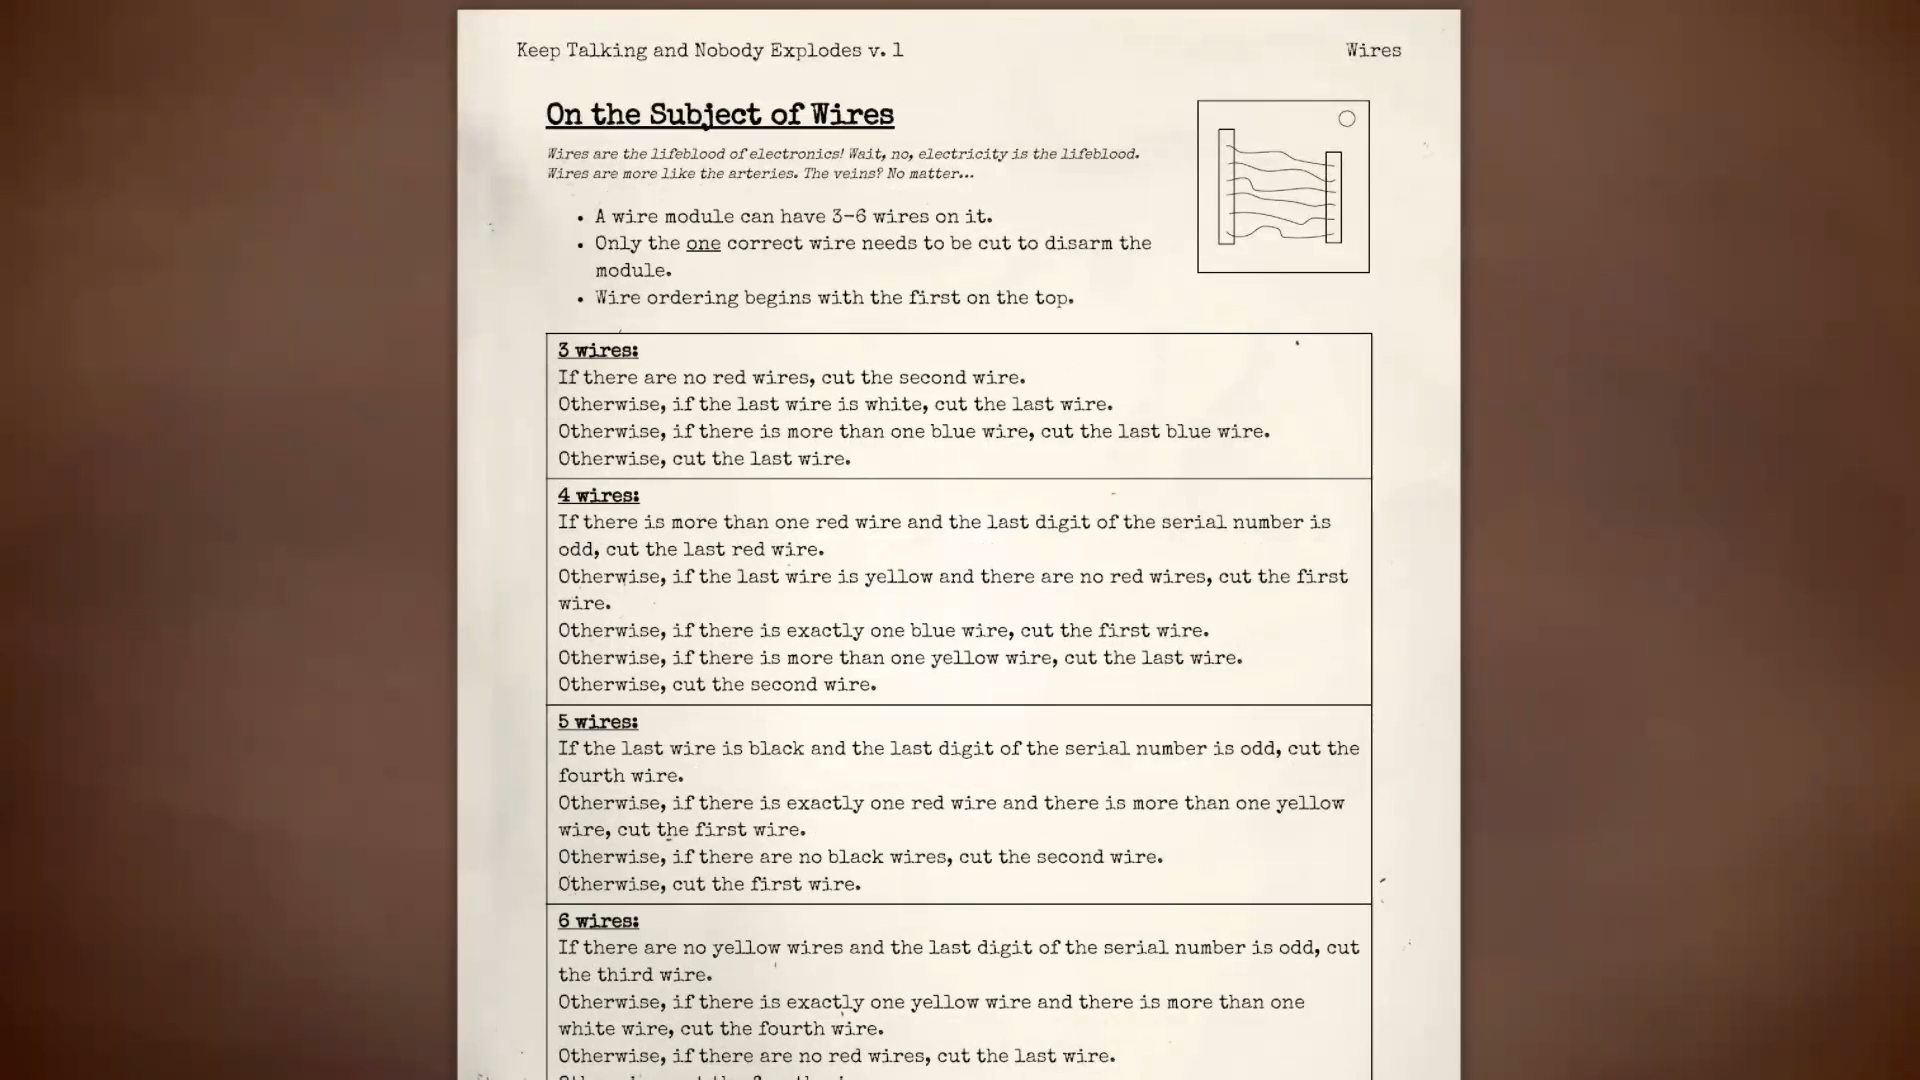 Keep Talking and Nobody Explodes v. 1
Wires
On the Subject of Wires
Wires are the lifeblood of electronics! Wait, no, electricity is the lifeblood.
Wires are more like the arteries. The veins? No matter...
• A wire module can have 3-6 wires on it.
• Only the one correct wire needs to be cut to disarm the
module.
• Wire ordering begins with the first on the top.
3 wires:
If there are no red wires, cut the second wire.
Otherwise, if the last wire is white, cut the last wire.
Otherwise, if there is more than one blue wire, cut the last blue wire.
Otherwise, cut the last wire.
4 wires:
If there is more than one red wire and the last digit of the serial number is
odd, cut the last red wire.
Otherwise, if the last wire is yellow and there are no red wires, cut the first
wire.
Otherwise, if there is exactly one blue wire, cut the first wire.
Otherwise, if there is more than one yellow wire, cut the last wire.
Otherwise, cut the second wire.
5 wires:
If the last wire is black and the last digit of the serial number is odd, cut the
fourth wire.
Otherwise, if there is exactly one red wire and there is more than one yellow
wire, cut the first wire.
Otherwise, if there are no black wires, cut the second wire.
Otherwise, cut the first wire.
6 wires:
If there are no yellow wires and the last digit of the serial number is odd, cut
the third wire.
Otherwise, if there is exactly one yellow wire and there is more than one
white wire, cut the fourth wire.
Otherwise, if there are no red wires, cut the last wire.